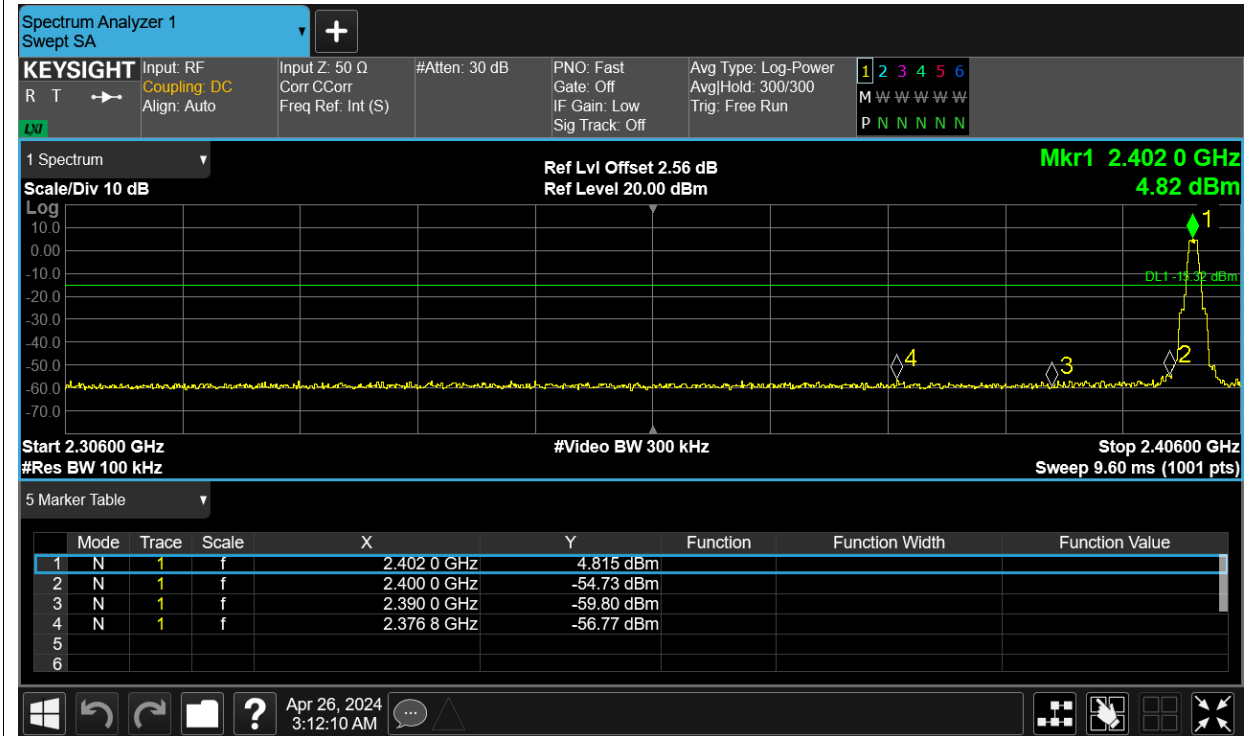 Spectrum Analyzer 1
Swept SA
+
KEYSIGHT
R T
LXI
Input: RF
Coupling: DC
Align: Auto
Input Z: 50 Ω
Corr CCorr
Freq Ref: Int (S)
#Atten: 30 dB
PNO: Fast
Gate: Off
IF Gain: Low
Sig Track: Off
Avg Type: Log-Power
Avg|Hold: 300/300
Trig: Free Run
1 2 3 4 5 6
M W W W W W
P N N N N N
1 Spectrum
Scale/Div 10 dB
Ref Lvl Offset 2.56 dB
Ref Level 20.00 dBm
Mkr1 2.402 0 GHz
4.82 dBm
Log
10.0
0.00
-10.0
-20.0
-30.0
-40.0
-50.0
-60.0
-70.0
1
DL1 -15.32 dBm
4
3
2
Start 2.30600 GHz
#Video BW 300 kHz
Stop 2.40600 GHz
#Res BW 100 kHz
Sweep 9.60 ms (1001 pts)
5 Marker Table
Mode Trace Scale X Y Function Function Width Function Value
1 N 1 f 2.402 0 GHz 4.815 dBm
2 N 1 f 2.400 0 GHz -54.73 dBm
3 N 1 f 2.390 0 GHz -59.80 dBm
4 N 1 f 2.376 8 GHz -56.77 dBm
5
6
?
Apr 26, 2024
3:12:10 AM